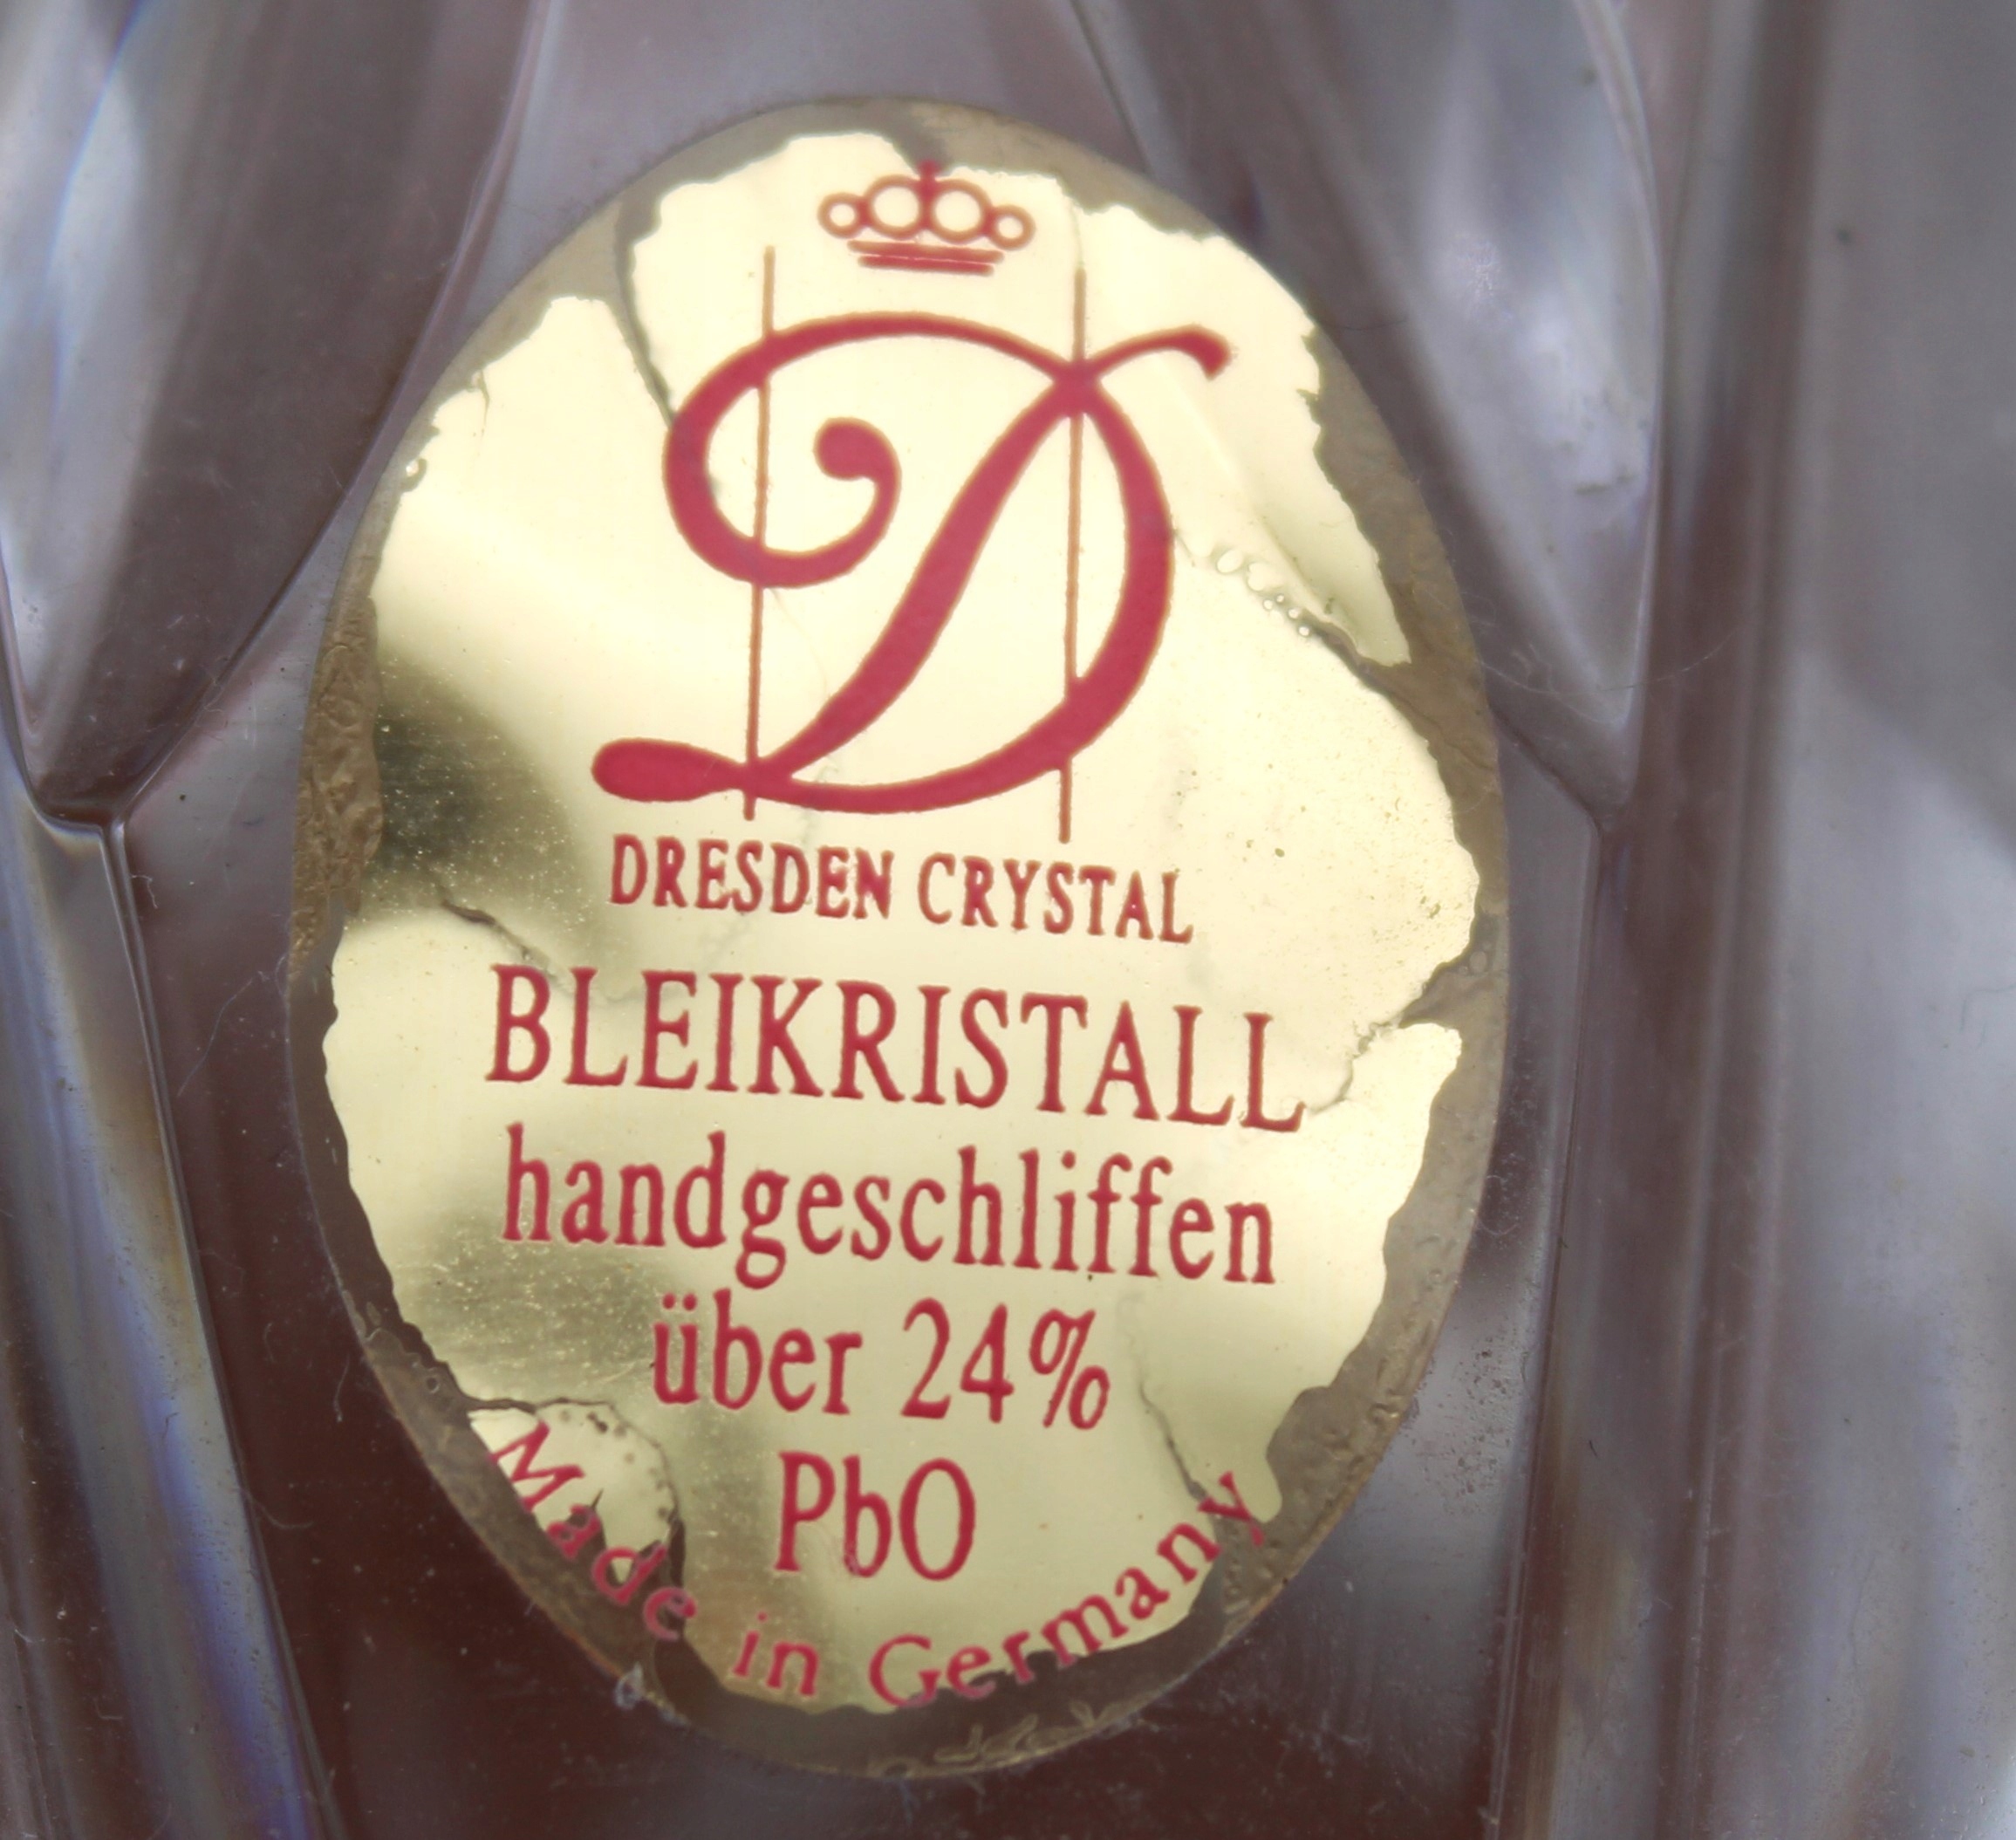 D
DRESDEN CRYSTAL
BLEIKRISTALL
handgeschliffen
über 24%
PbO
Made in Germany